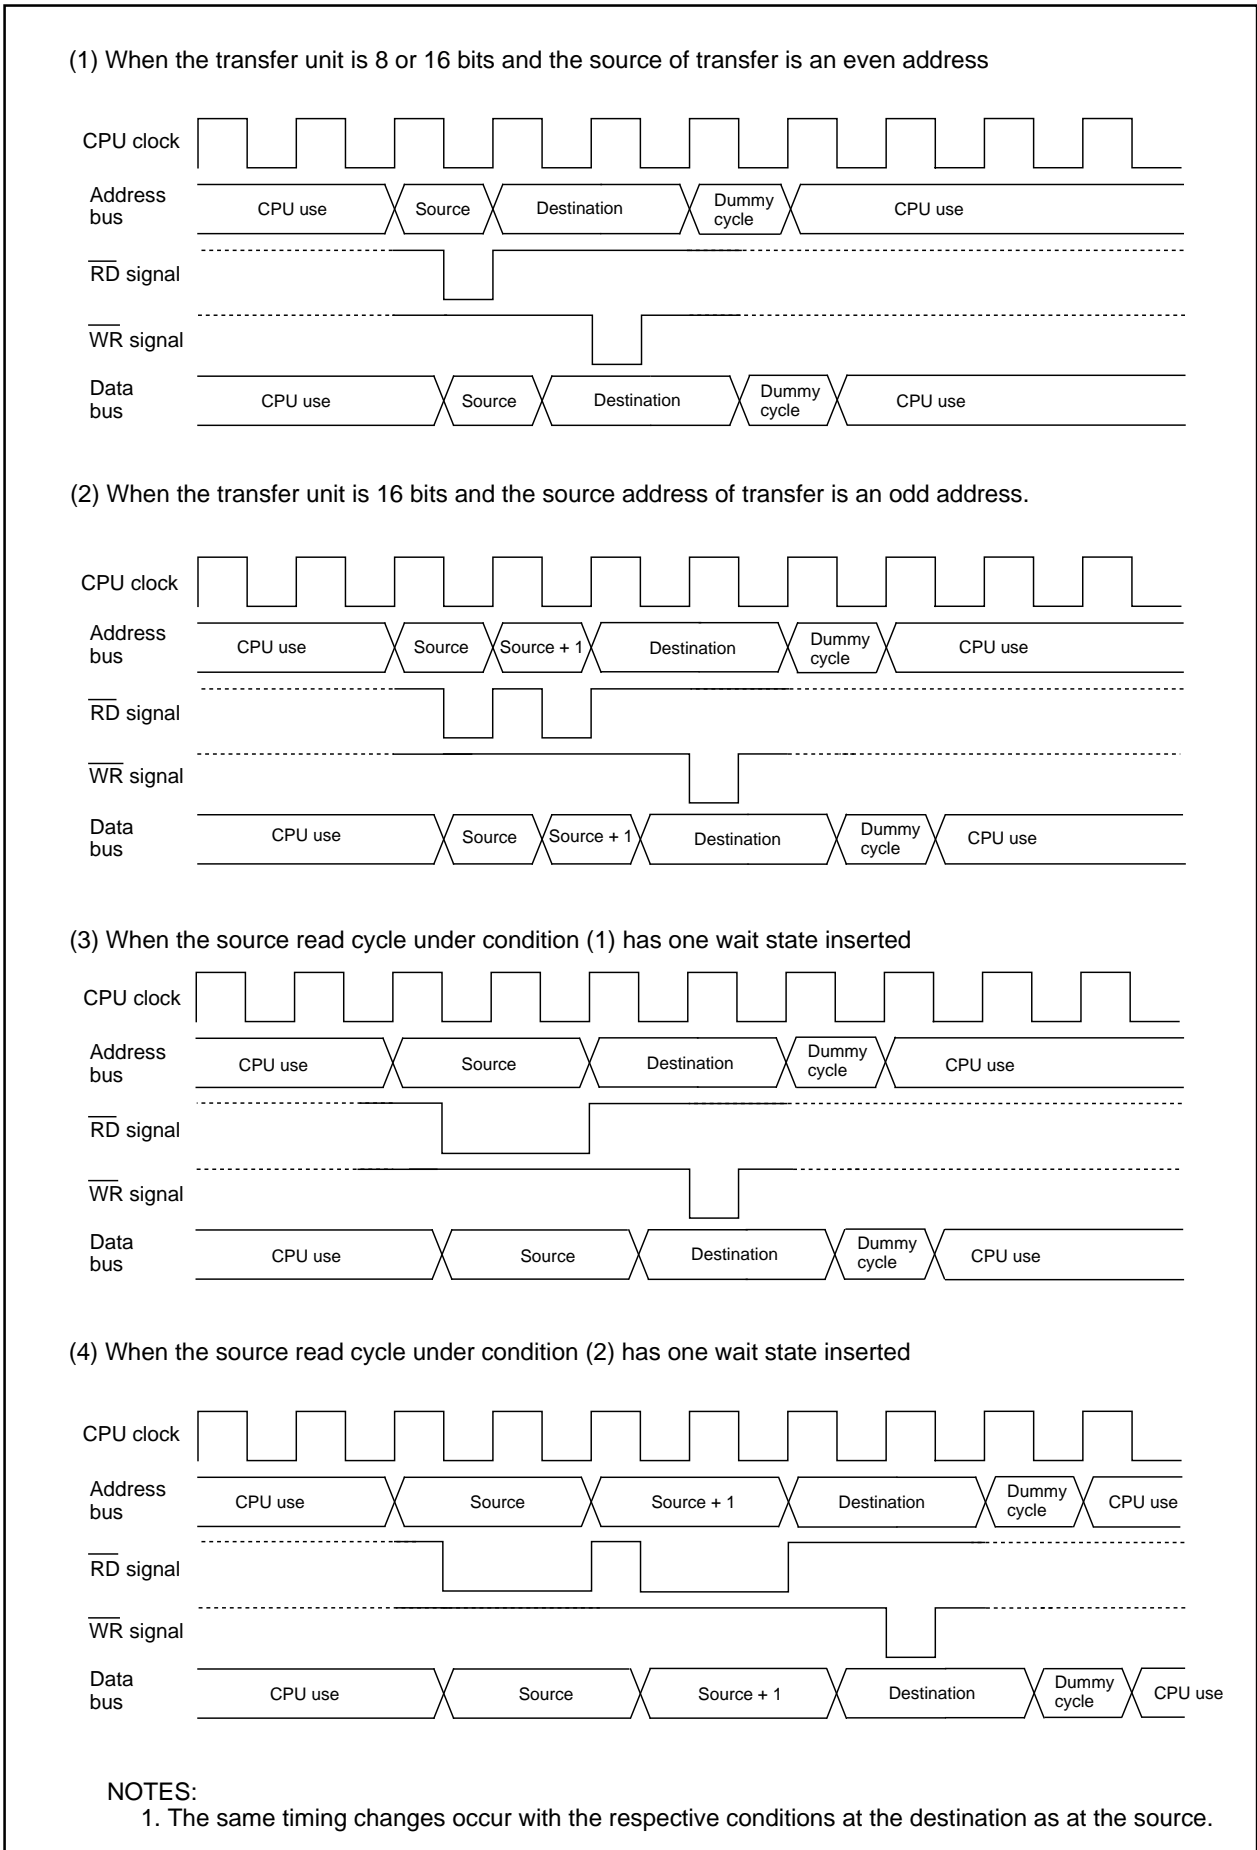 (1) When the transfer unit is 8 or 16 bits and the source of transfer is an even address
CPU clock
Address
bus
CPU use
Source
Destination
Dummy
cycle
CPU use
RD signal
WR signal
Data
bus
CPU use
Source
Destination
Dummy
cycle
CPU use
(2) When the transfer unit is 16 bits and the source address of transfer is an odd address.
CPU clock
Address
bus
CPU use
Source
Source + 1
Destination
Dummy
cycle
CPU use
RD signal
WR signal
Data
bus
CPU use
Source
Source + 1
Destination
Dummy
cycle
CPU use
(3) When the source read cycle under condition (1) has one wait state inserted
CPU clock
Address
bus
CPU use
Source
Destination
Dummy
cycle
CPU use
RD signal
WR signal
Data
bus
CPU use
Source
Destination
Dummy
cycle
CPU use
(4) When the source read cycle under condition (2) has one wait state inserted
CPU clock
Address
bus
CPU use
Source
Source + 1
Destination
Dummy
cycle
CPU use
RD signal
WR signal
Data
bus
CPU use
Source
Source + 1
Destination
Dummy
cycle
CPU use
NOTES:
1. The same timing changes occur with the respective conditions at the destination as at the source.